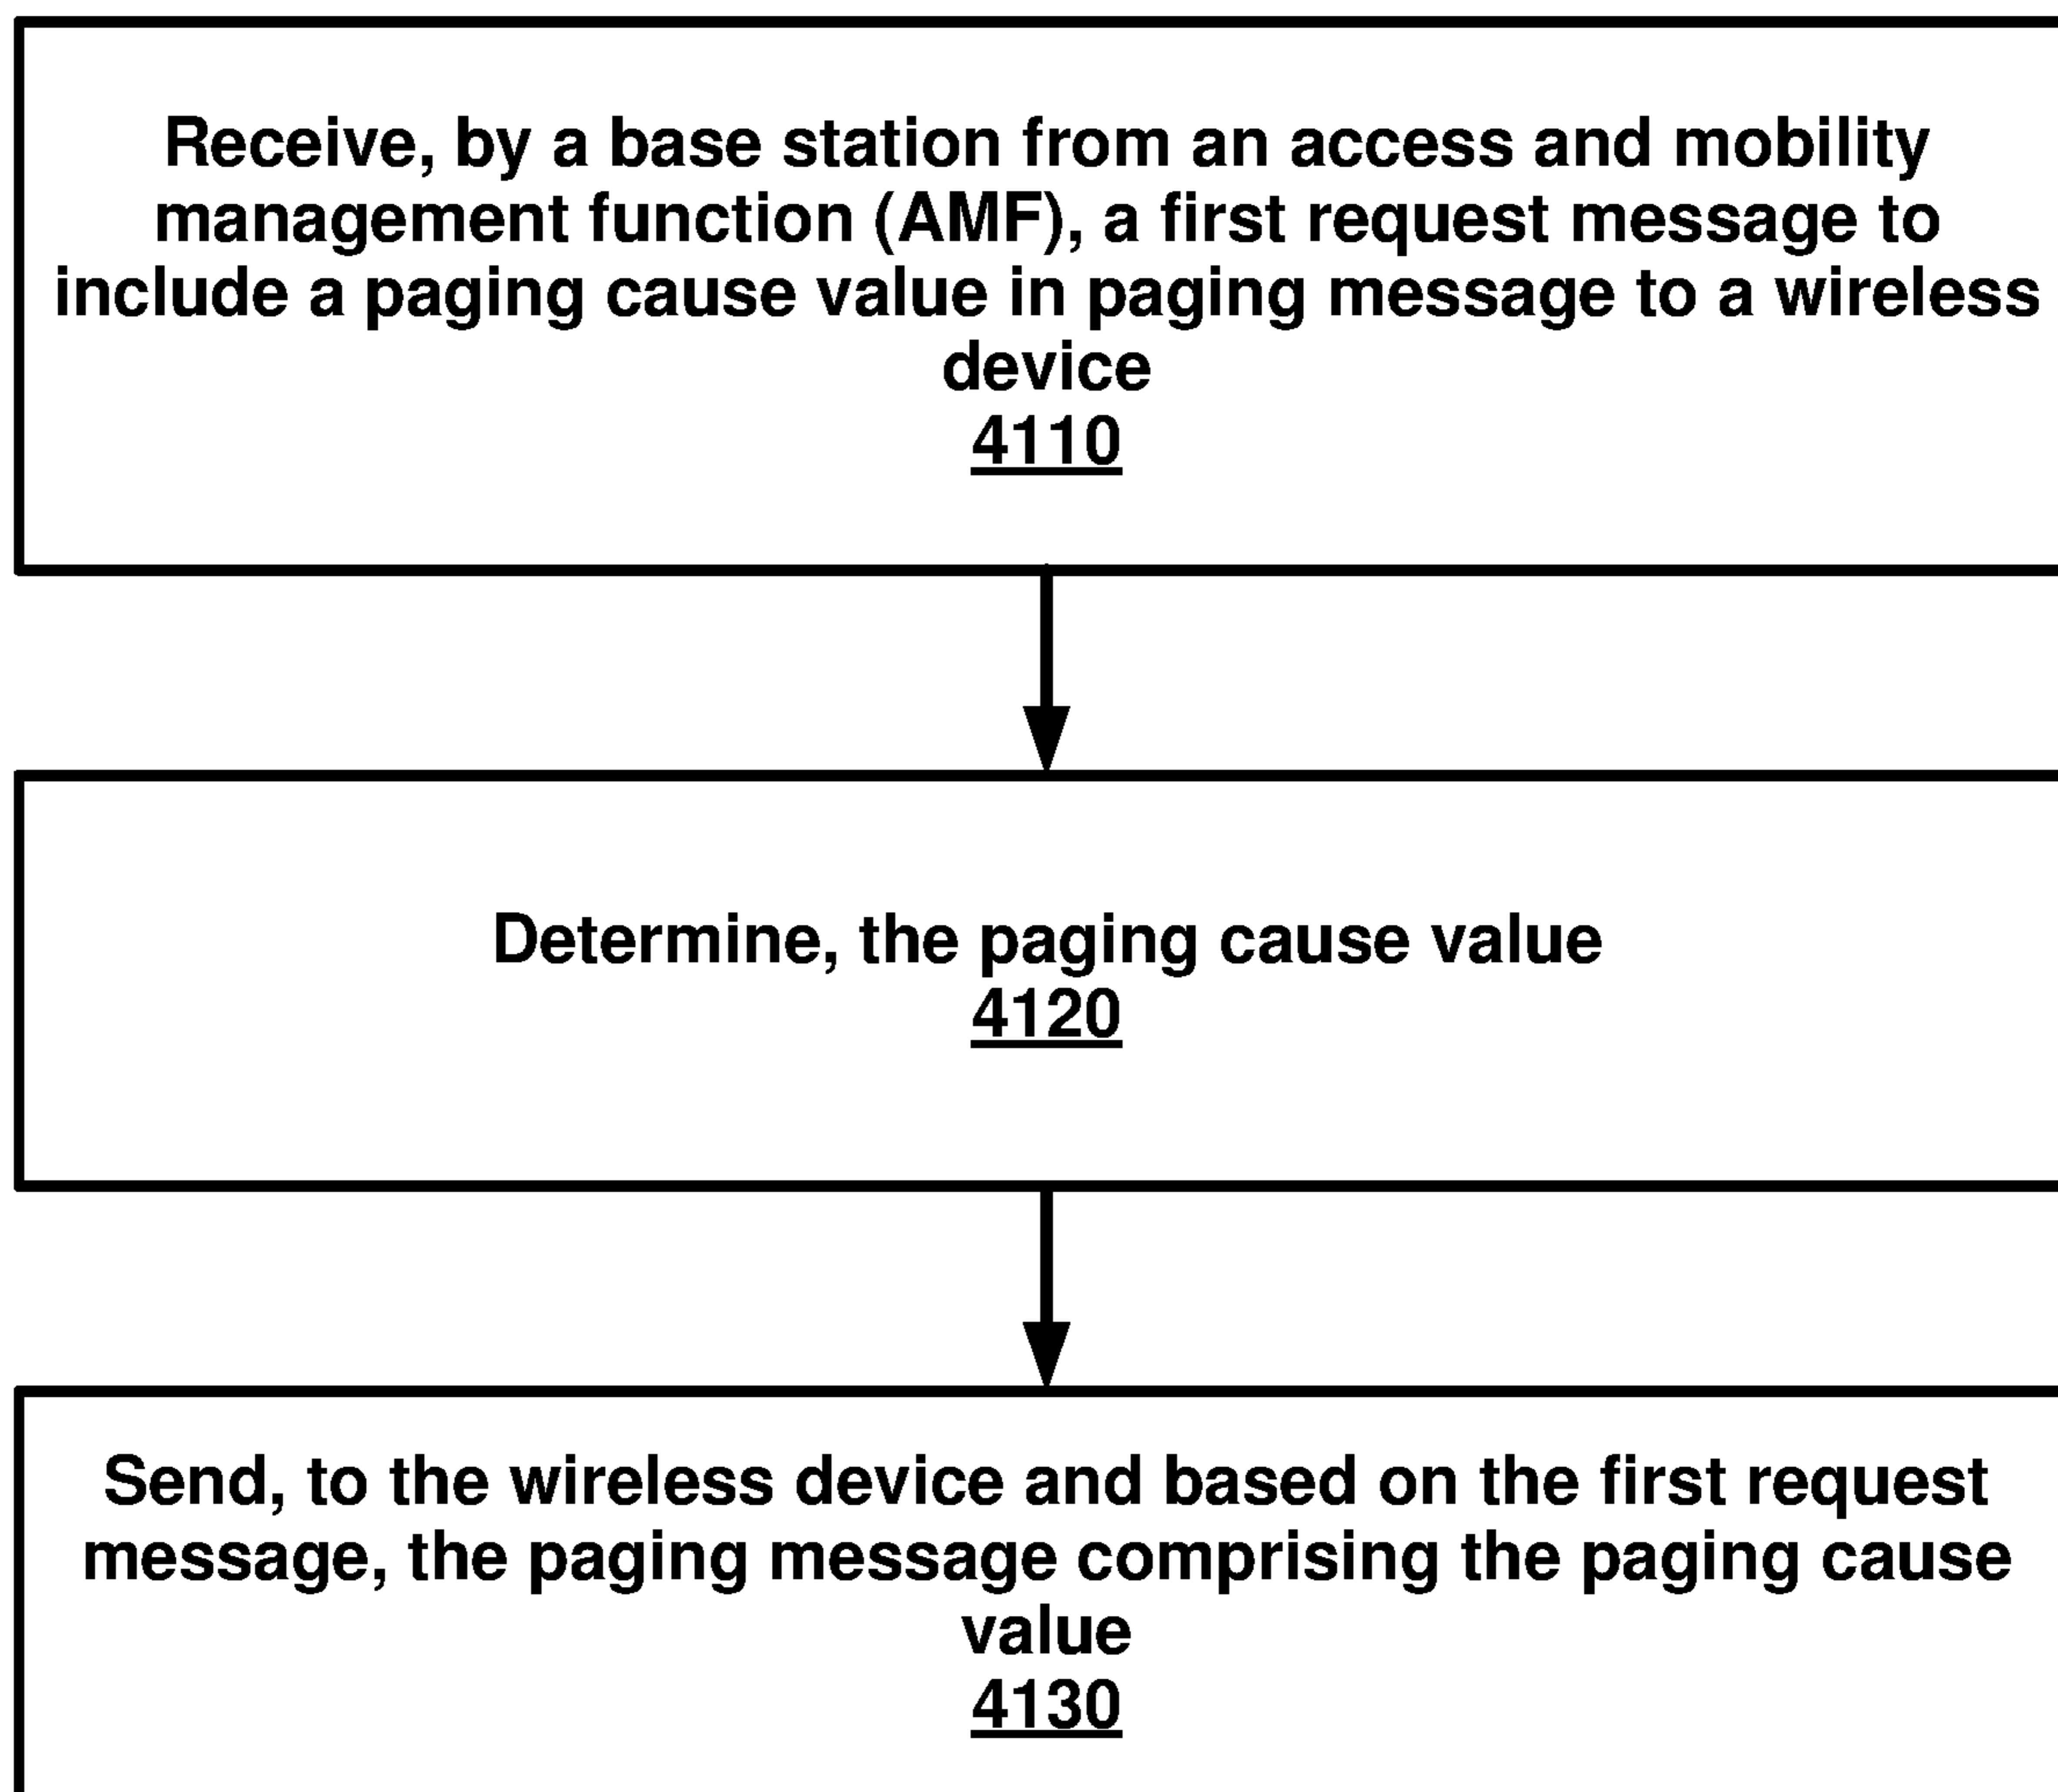 Receive, by a base station from an access and mobility
management function (AMF), a first request message to
include a paging cause value in paging message to a wireless
device
4110
Determine, the paging cause value
4120
Send, to the wireless device and based on the first request
message, the paging message comprising the paging cause
value
4130